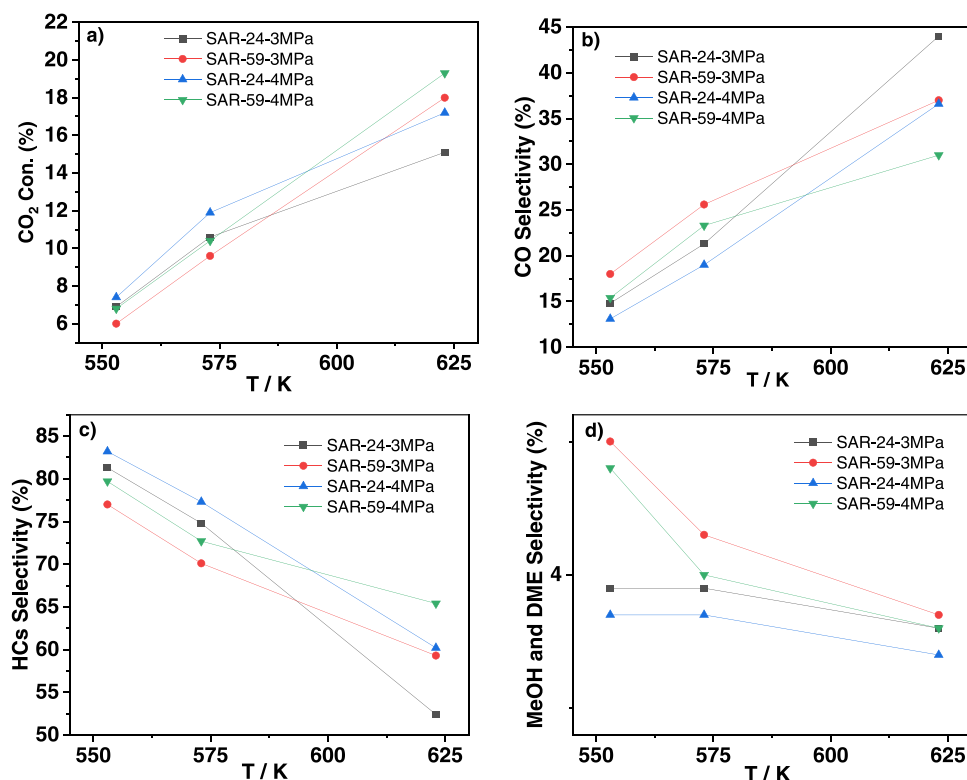 a)
SAR-24-3MPa
SAR-59-3MPa
SAR-24-4MPa
SAR-59-4MPa
22
20
18
16
14
12
10
8
6
CO₂ Con. (%)
550
575
600
625
T / K
b)
SAR-24-3MPa
SAR-59-3MPa
SAR-24-4MPa
SAR-59-4MPa
45
40
35
30
25
20
15
10
CO Selectivity (%)
550
575
600
625
T / K
c)
SAR-24-3MPa
SAR-59-3MPa
SAR-24-4MPa
SAR-59-4MPa
85
80
75
70
65
60
55
50
HCs Selectivity (%)
550
575
600
625
T / K
d)
SAR-24-3MPa
SAR-59-3MPa
SAR-24-4MPa
SAR-59-4MPa
4
MeOH and DME Selectivity (%)
550
575
600
625
T / K